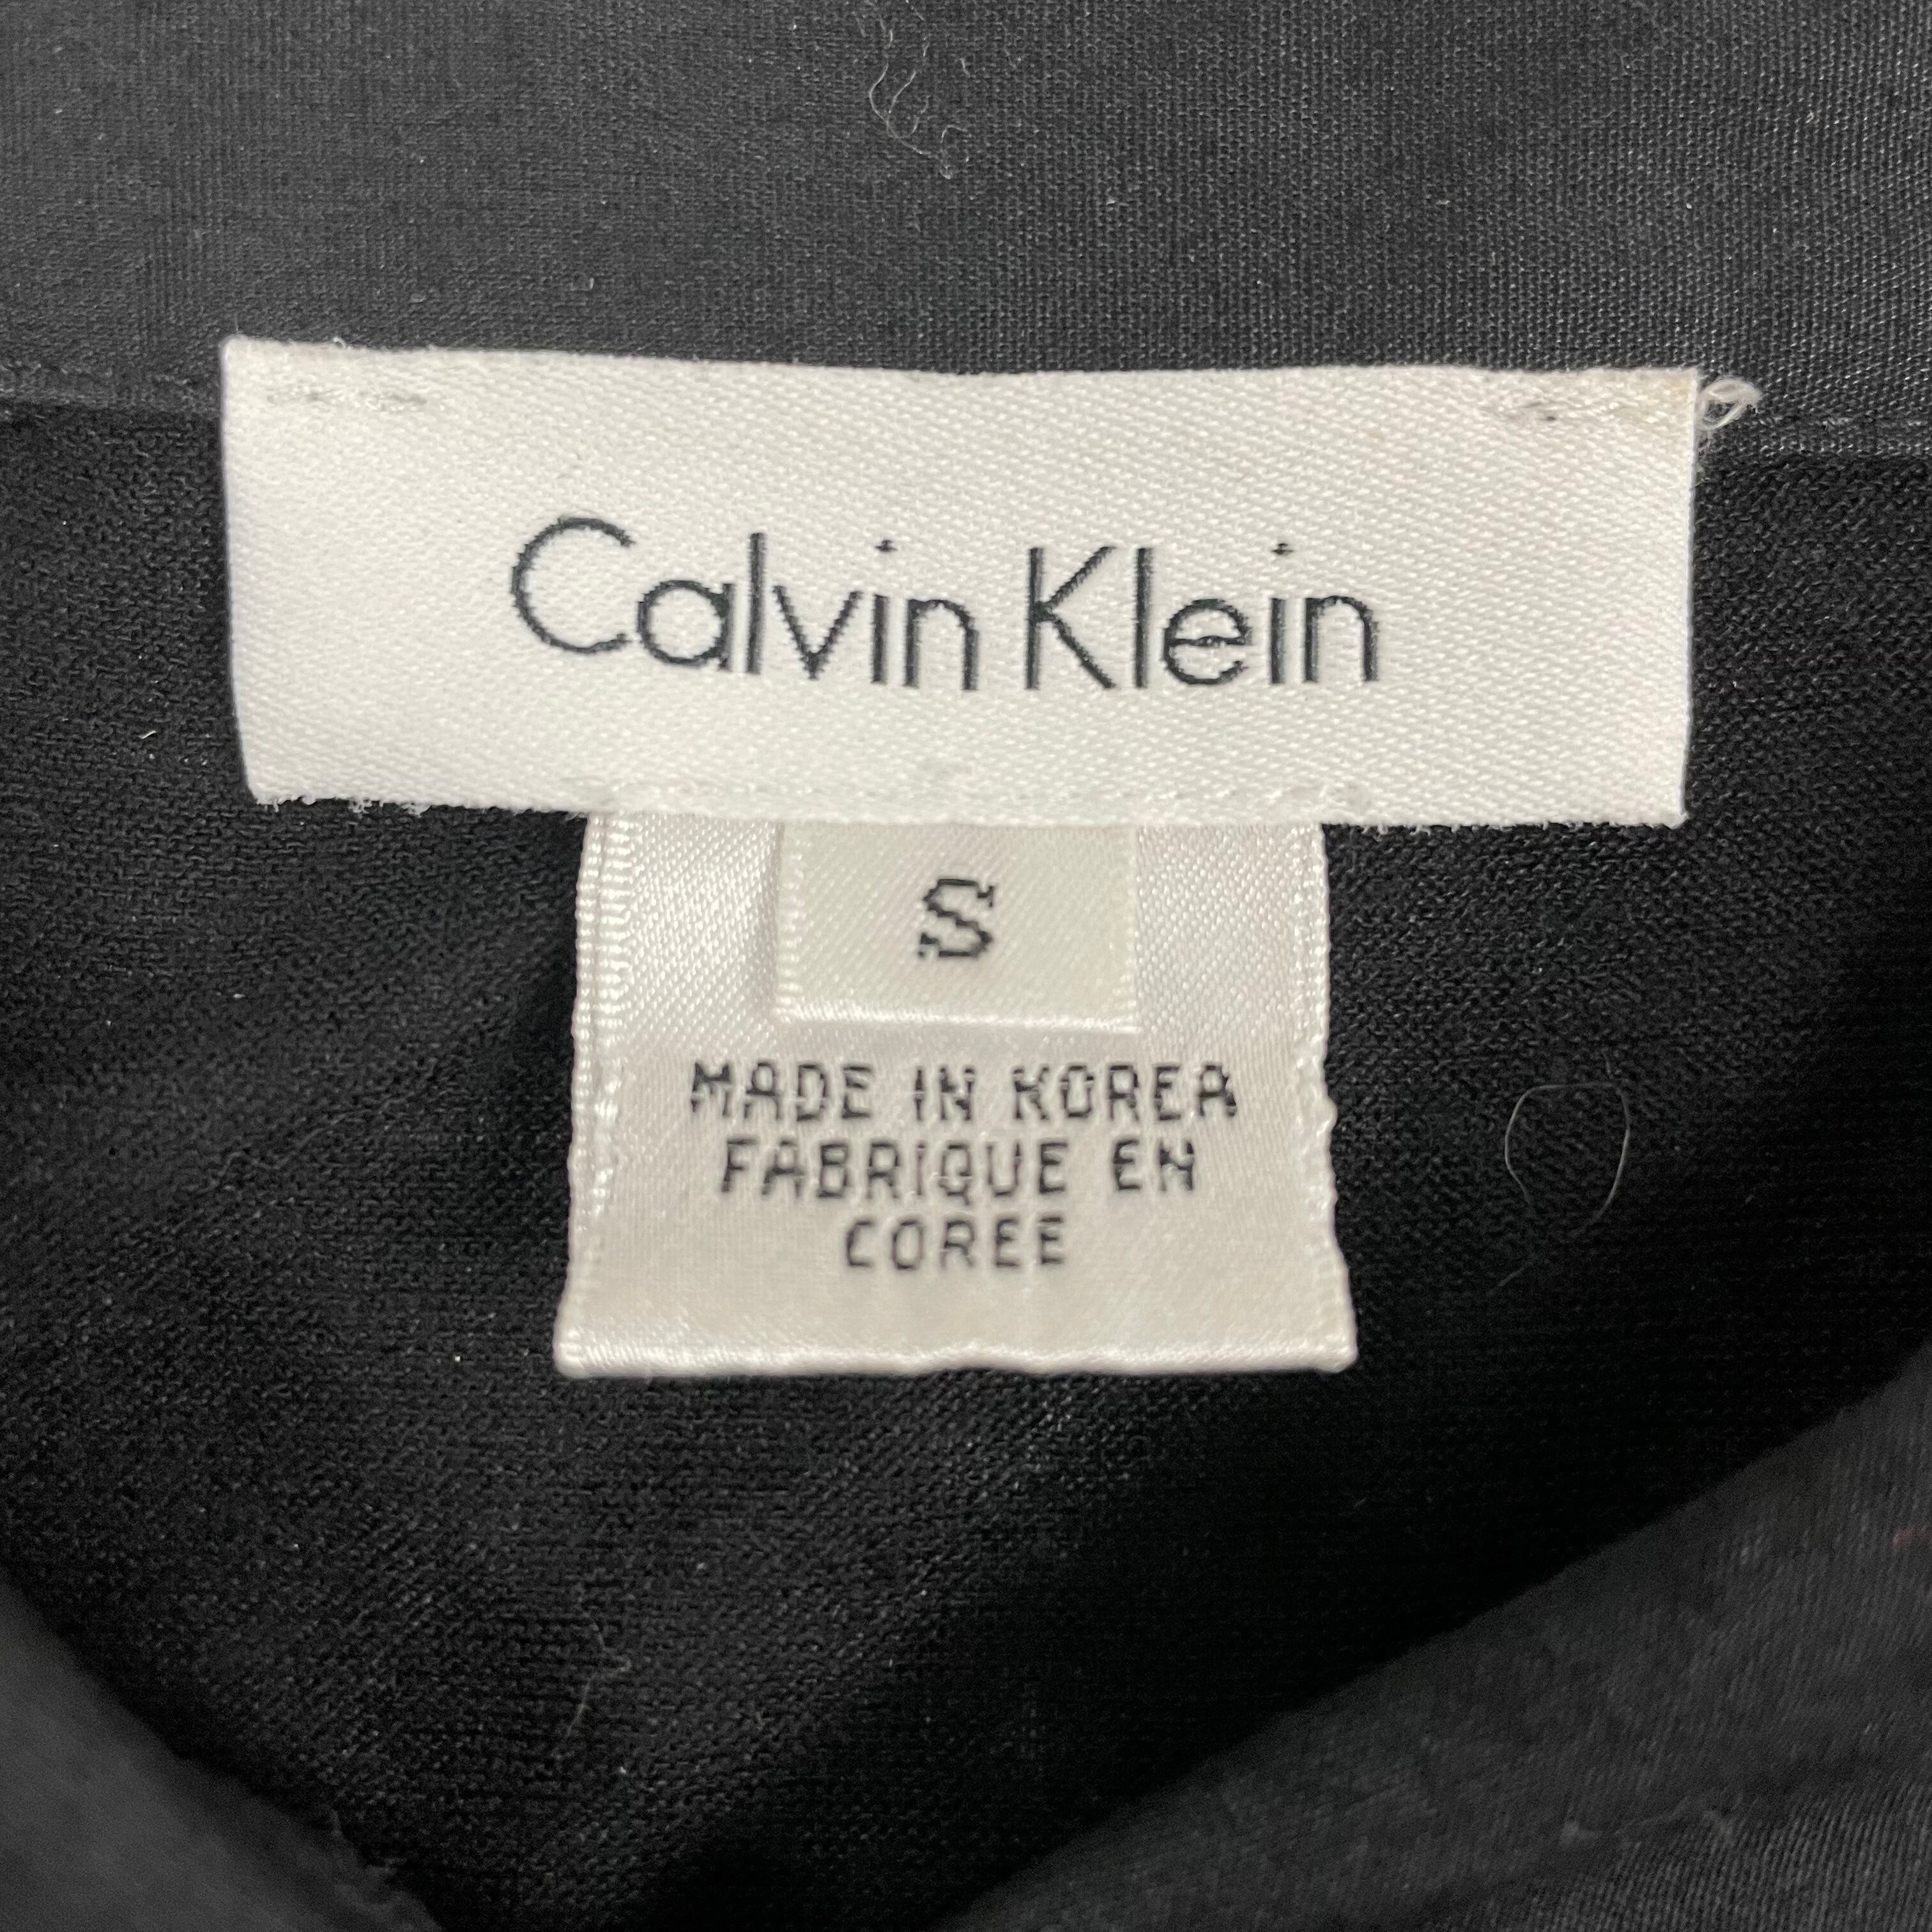 Calvin Klein
S
MADE IN KOREA
FABRIQUE EN
COREE